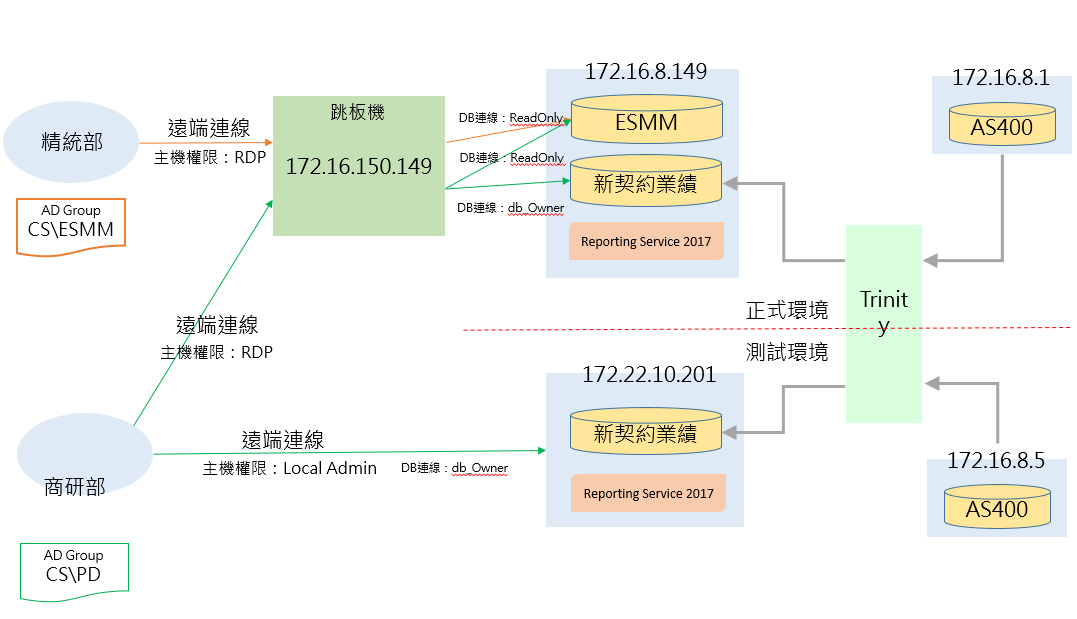 172.16.8.149
172.16.8.1
跳板機
精統部
遠端連線
主機權限：RDP
172.16.150.149
DB連線：ReadOnly
ESMM
AS400
DB連線：ReadOnly
新契約業績
DB連線：db_Owner
AD Group
CS\ESMM
Reporting Service 2017
Trinit
y
正式環境
遠端連線
主機權限：RDP
測試環境
172.22.10.201
新契約業績
遠端連線
主機權限：Local Admin
DB連線：db_Owner
商研部
Reporting Service 2017
172.16.8.5
AS400
AD Group
CS\PD